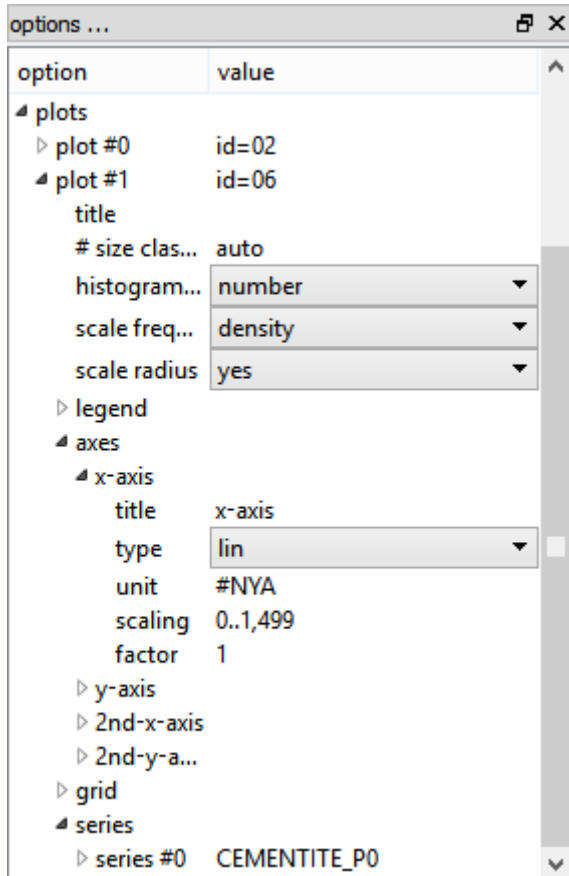 options ...
option value
plots
plot #0 id=02
plot #1 id=06
title
# size clas... auto
histogram... number
scale freq... density
scale radius yes
legend
axes
x-axis
title x-axis
type lin
unit #NYA
scaling 0..1,499
factor 1
y-axis
2nd-x-axis
2nd-y-a...
grid
series
series #0 CEMENTITE_P0